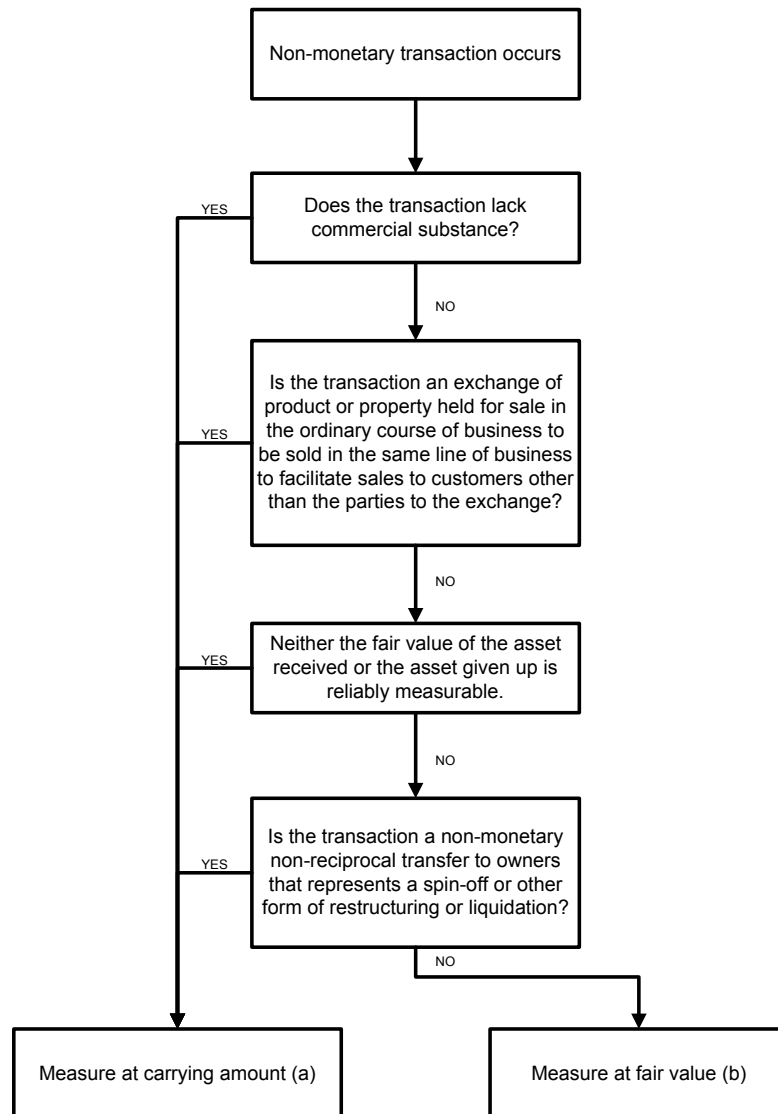 Non-monetary transaction occurs
YES
Does the transaction lack
commercial substance?
NO
Is the transaction an exchange of
product or property held for sale in
the ordinary course of business to
be sold in the same line of business
to facilitate sales to customers other
than the parties to the exchange?
YES
NO
Neither the fair value of the asset
received or the asset given up is
reliably measurable.
YES
NO
Is the transaction a non-monetary
non-reciprocal transfer to owners
that represents a spin-off or other
form of restructuring or liquidation?
YES
NO
Measure at carrying amount (a)
Measure at fair value (b)